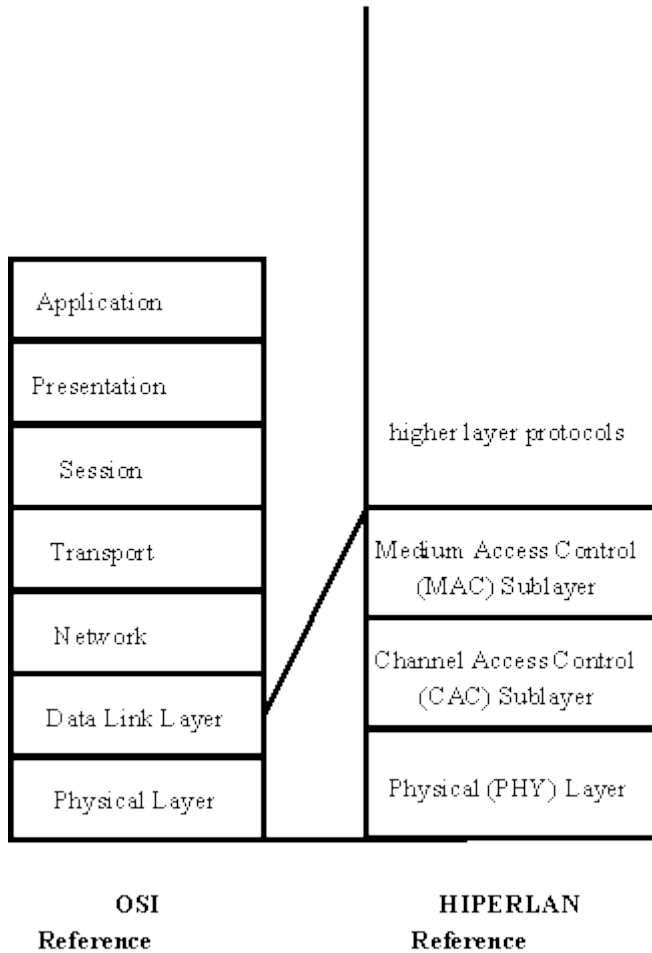 Application
Presentation
Session
Transport
Network
Data Link Layer
Physical Layer
higher layer protocols
Medium Access Control
(MAC) Sublayer
Channel Access Control
(CAC) Sublayer
Physical (PHY) Layer
OSI
Reference
HIPERLAN
Reference